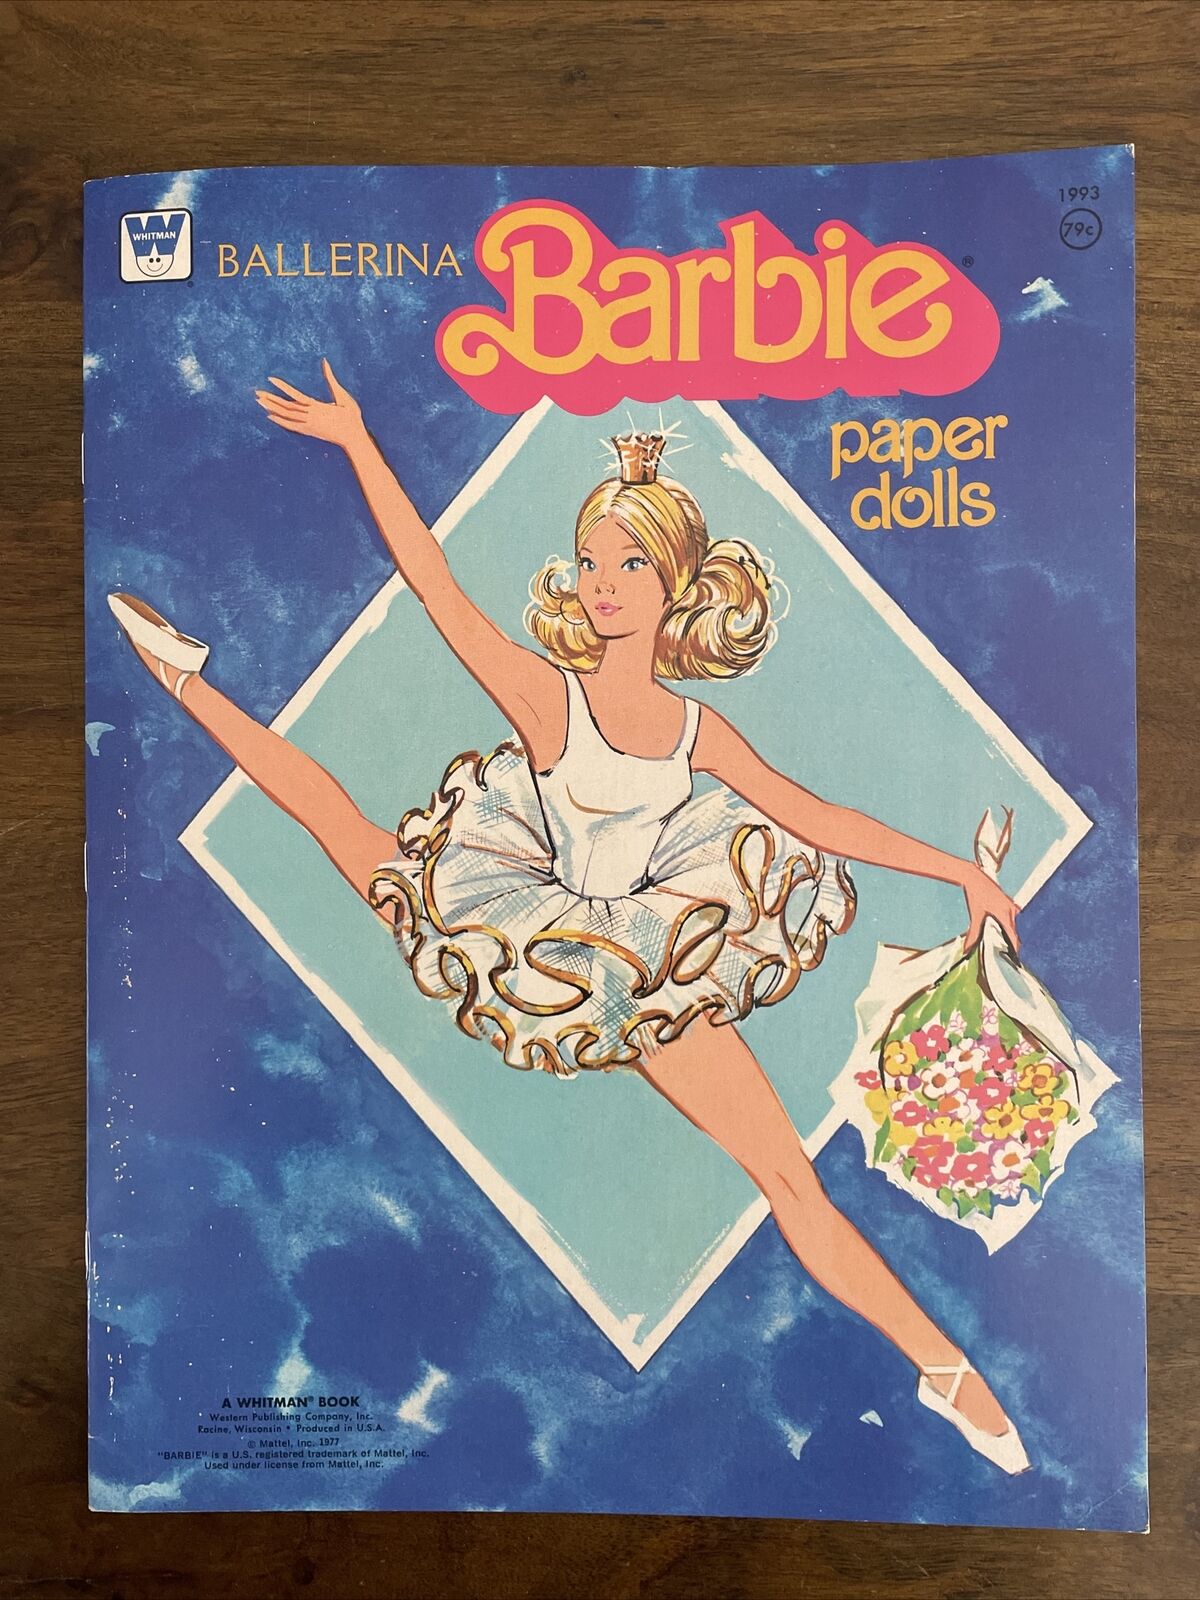 WHITMAN
®
BALLERINA
Barbie®
1993
79c
paper
dolls
A WHITMAN® BOOK
Western Publishing Company, Inc.
Racine, Wisconsin • Produced in U.S.A.
© Mattel, Inc. 1977
"BARBIE" is a U.S. registered trademark of Mattel, Inc.
Used under license from Mattel, Inc.